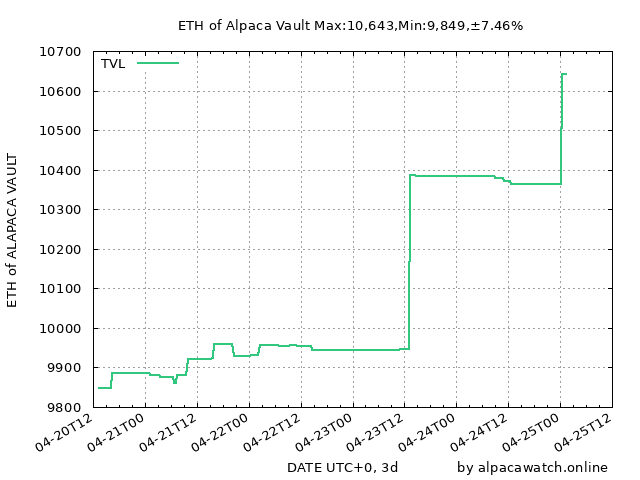 ETH of Alpaca Vault Max:10,643,Min:9,849,±7.46%
TVL
10700
10600
10500
10400
10300
10200
10100
10000
9900
9800
ETH of ALAPACA VAULT
04-20T12
04-21T00
04-21T12
04-22T00
04-22T12
04-23T00
04-23T12
04-24T00
04-24T12
04-25T00
04-25T12
DATE UTC+0, 3d
by alpacawatch.online